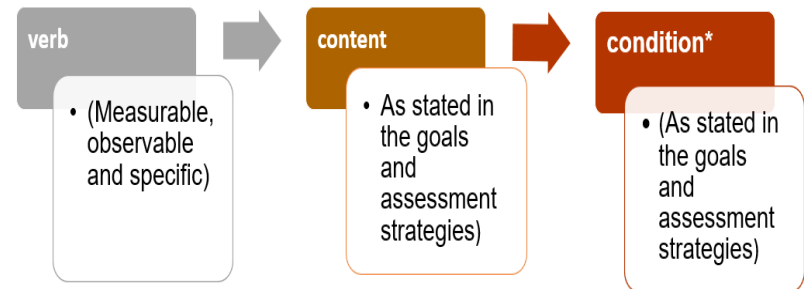 verb
• (Measurable,
observable
and specific)
content
• As stated in
the goals
and
assessment
strategies)
condition*
• (As stated in
the goals
and
assessment
strategies)